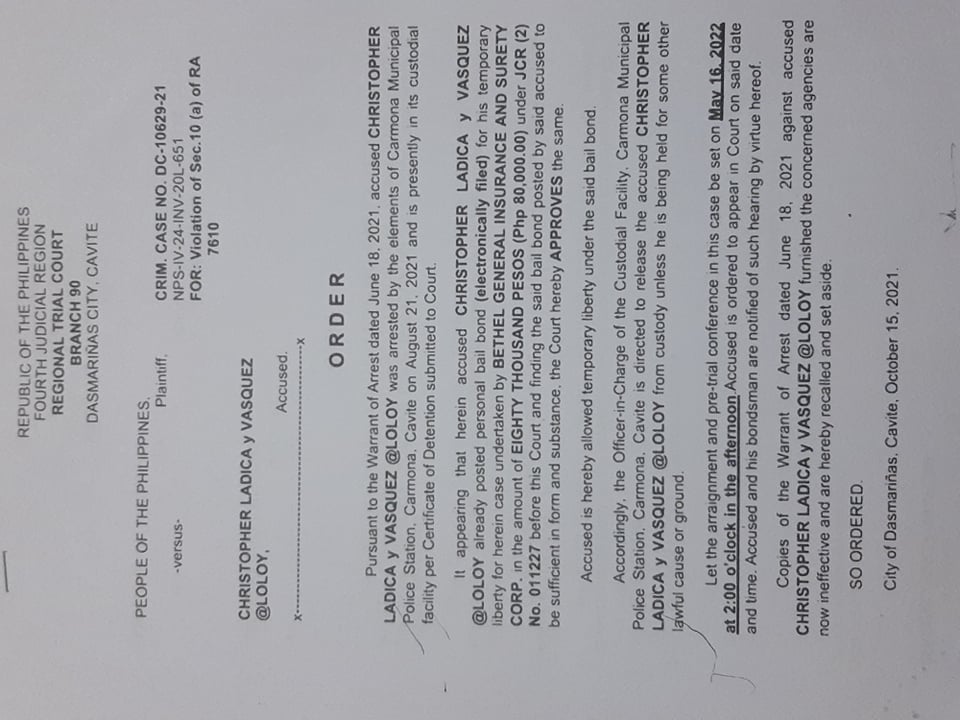 REPUBLIC OF THE PHILIPPINES
FOURTH JUDICIAL REGION
REGIONAL TRIAL COURT
BRANCH 90
DASMARIÑAS CITY, CAVITE
PEOPLE OF THE PHILIPPINES,
Plaintiff,
-versus-
CRIM. CASE NO. DC-10629-21
NPS-IV-24-INV-20L-651
FOR: Violation of Sec.10 (a) of RA
7610
CHRISTOPHER LADICA y VASQUEZ
@LOLOY,
Accused.
x-------------------------------------------------x
ORDER
Pursuant to the Warrant of Arrest dated June 18, 2021, accused CHRISTOPHER
LADICA y VASQUEZ @LOLOY was arrested by the elements of Carmona Municipal
Police Station, Carmona, Cavite on August 21, 2021 and is presently in its custodial
facility per Certificate of Detention submitted to Court.
It appearing that herein accused CHRISTOPHER LADICA y VASQUEZ
@LOLOY already posted personal bail bond (electronically filed) for his temporary
liberty for herein case undertaken by BETHEL GENERAL INSURANCE AND SURETY
CORP. in the amount of EIGHTY THOUSAND PESOS (Php 80,000.00) under JCR (2)
No. 011227 before this Court and finding the said bail bond posted by said accused to
be sufficient in form and substance, the Court hereby APPROVES the same.
Accused is hereby allowed temporary liberty under the said bail bond.
Accordingly, the Officer-in-Charge of the Custodial Facility, Carmona Municipal
Police Station, Carmona, Cavite is directed to release the accused CHRISTOPHER
LADICA y VASQUEZ @LOLOY from custody unless he is being held for some other
lawful cause or ground.
Let the arraignment and pre-trial conference in this case be set on May 16, 2022
at 2:00 o'clock in the afternoon.Accused is ordered to appear in Court on said date
and time. Accused and his bondsman are notified of such hearing by virtue hereof.
Copies of the Warrant of Arrest dated June 18, 2021 against accused
CHRISTOPHER LADICA y VASQUEZ @LOLOY furnished the concerned agencies are
now ineffective and are hereby recalled and set aside.
SO ORDERED.
City of Dasmariñas, Cavite, October 15, 2021.